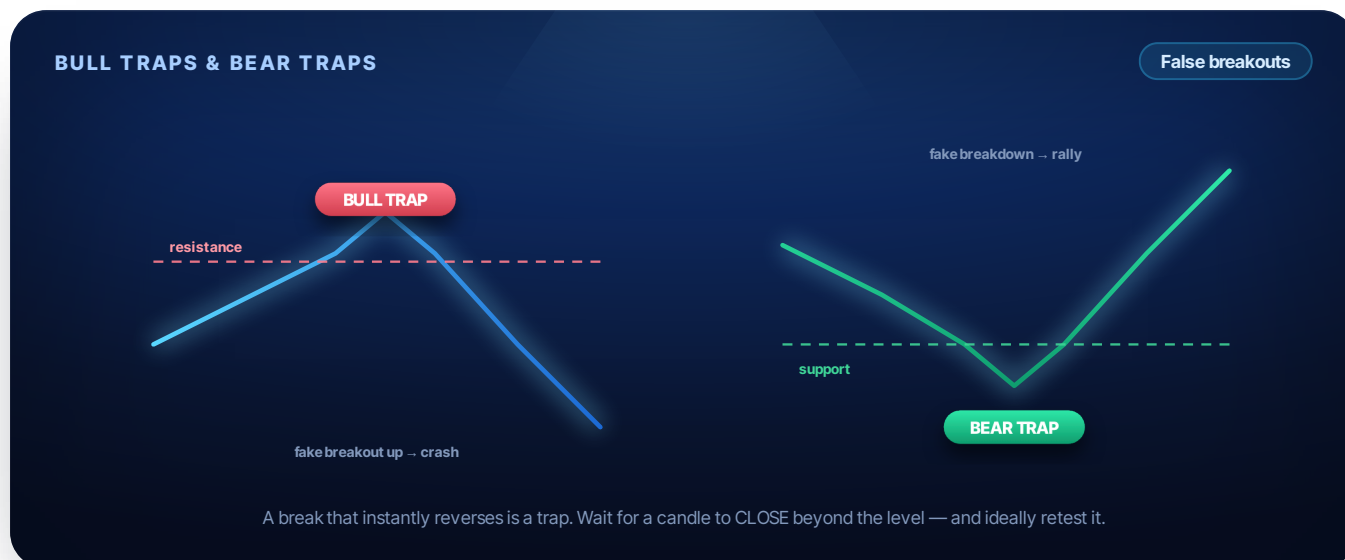 BULL TRAPS & BEAR TRAPS
False breakouts
fake breakdown → rally
BULL TRAP
resistance
support
BEAR TRAP
fake breakout up → crash
A break that instantly reverses is a trap. Wait for a candle to CLOSE beyond the level — and ideally retest it.